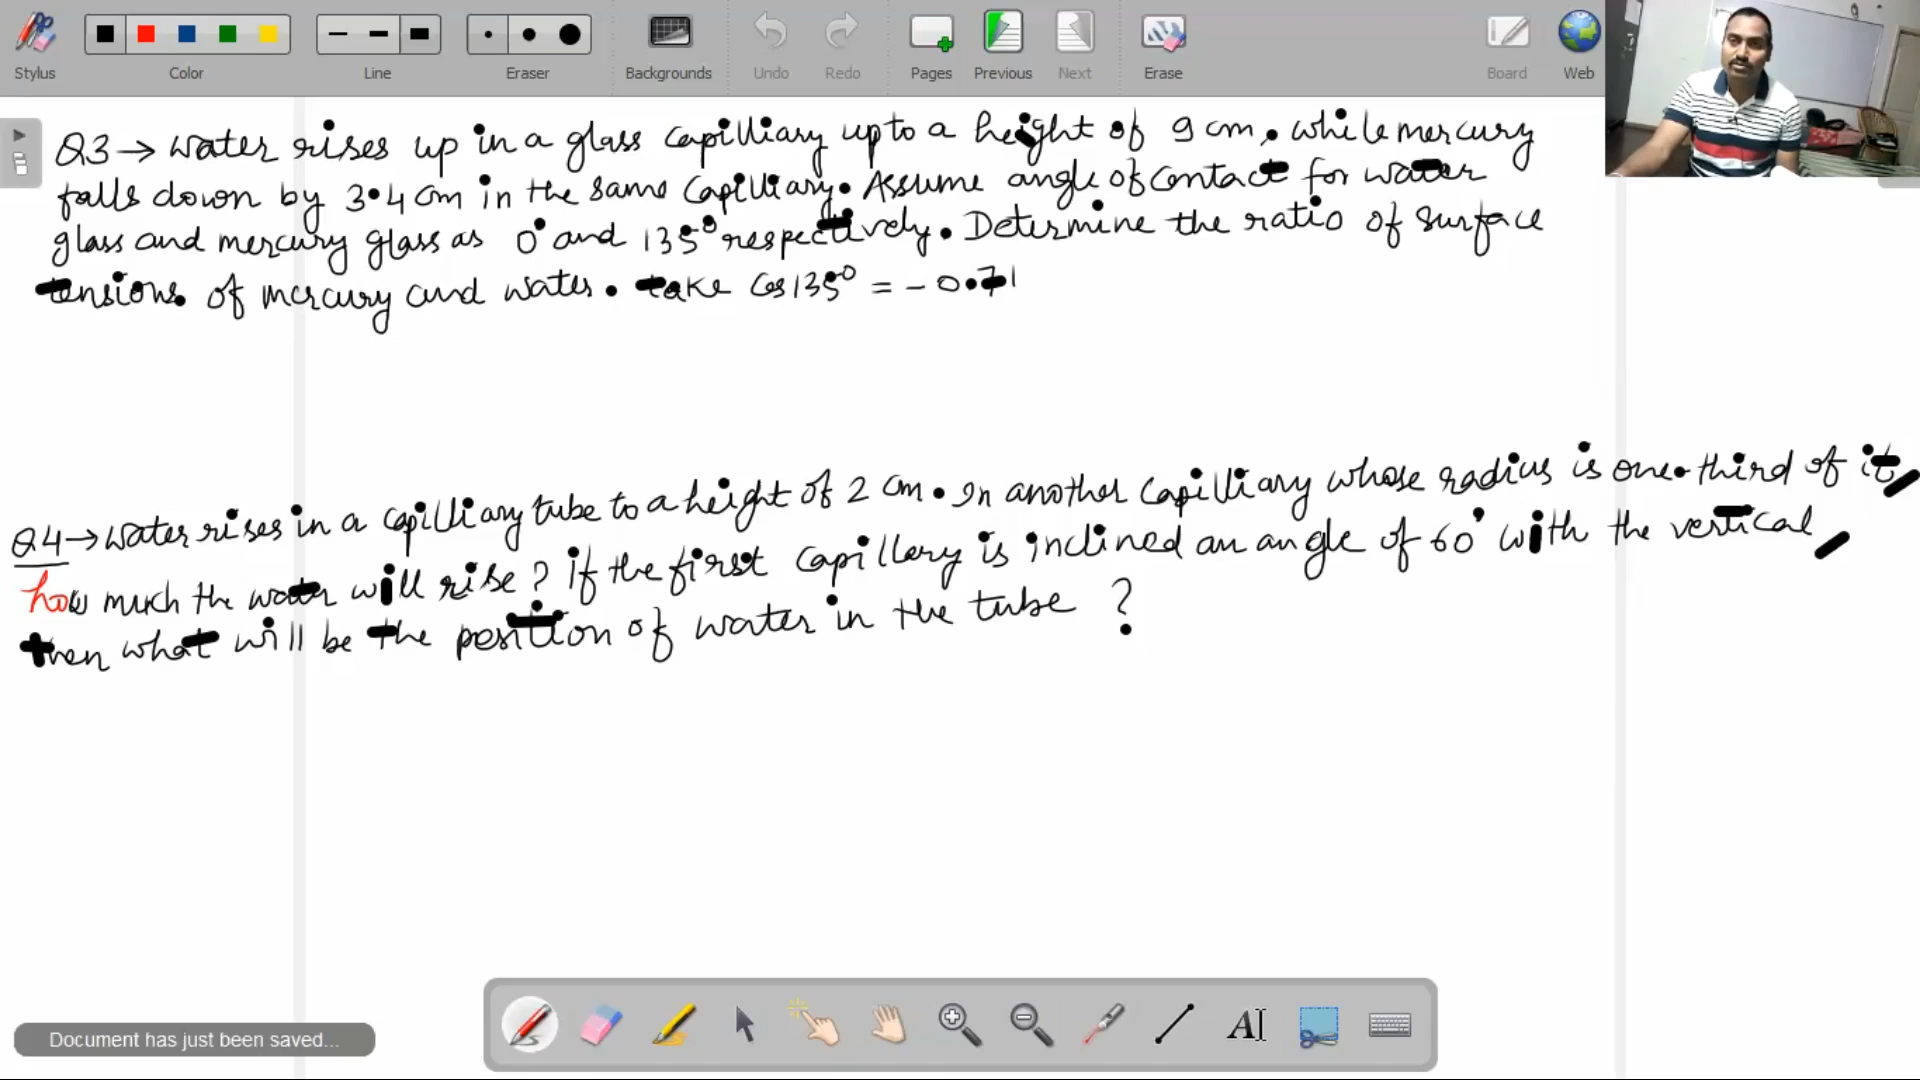 Stylus Color Line Eraser Backgrounds Undo Redo Pages Previous Next Erase Board Web
Q3→ water rises up in a glass capilliary upto a height of 9 cm. while mercury
falls down by 3.4 cm in the same capilliary. Assume angle of contact for water
glass and mercury glass as 0° and 135° respectively. Determine the ratio of surface
tensions. of mercury and water. take Cos 135° = - 0.71
Q4→ water rises in a capilliary tube to a height of 2 cm. In another capilliary whose radius is one-third of it,
how much the water will rise? If the first capillary is inclined an angle of 60° with the vertical,
then what will be the position of water in the tube ?
Document has just been saved...